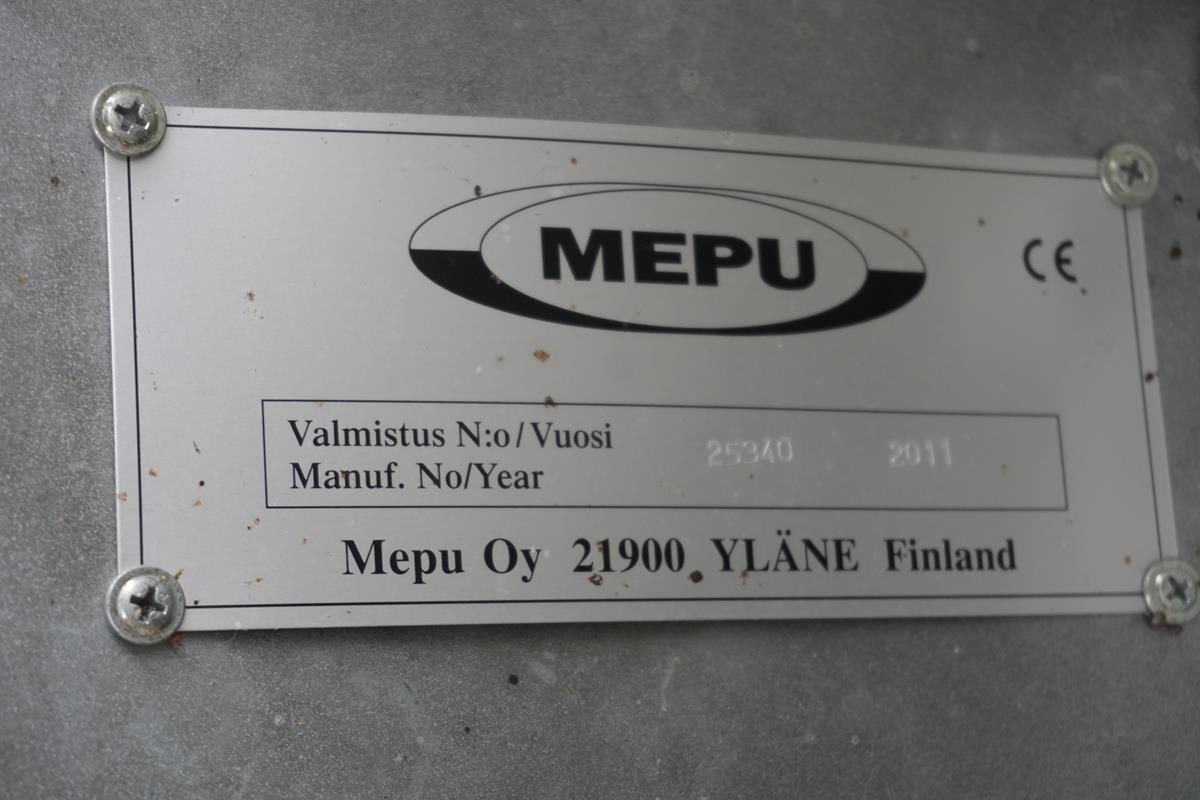 MEPU
CE
Valmistus N:o/Vuosi 25340 2011
Manuf. No/Year
Mepu Oy 21900 YLÄNE Finland